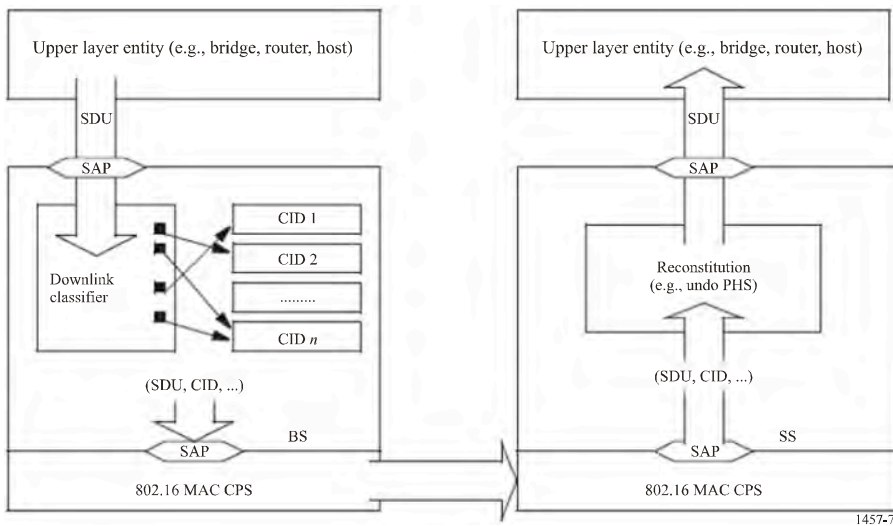 Upper layer entity (e.g., bridge, router, host)
SDU
SAP
Downlink
classifier
CID 1
CID 2
.........
CID n
(SDU, CID, ...)
SAP
BS
802.16 MAC CPS
Upper layer entity (e.g., bridge, router, host)
SDU
SAP
Reconstitution
(e.g., undo PHS)
(SDU, CID, ...)
SAP
SS
802.16 MAC CPS